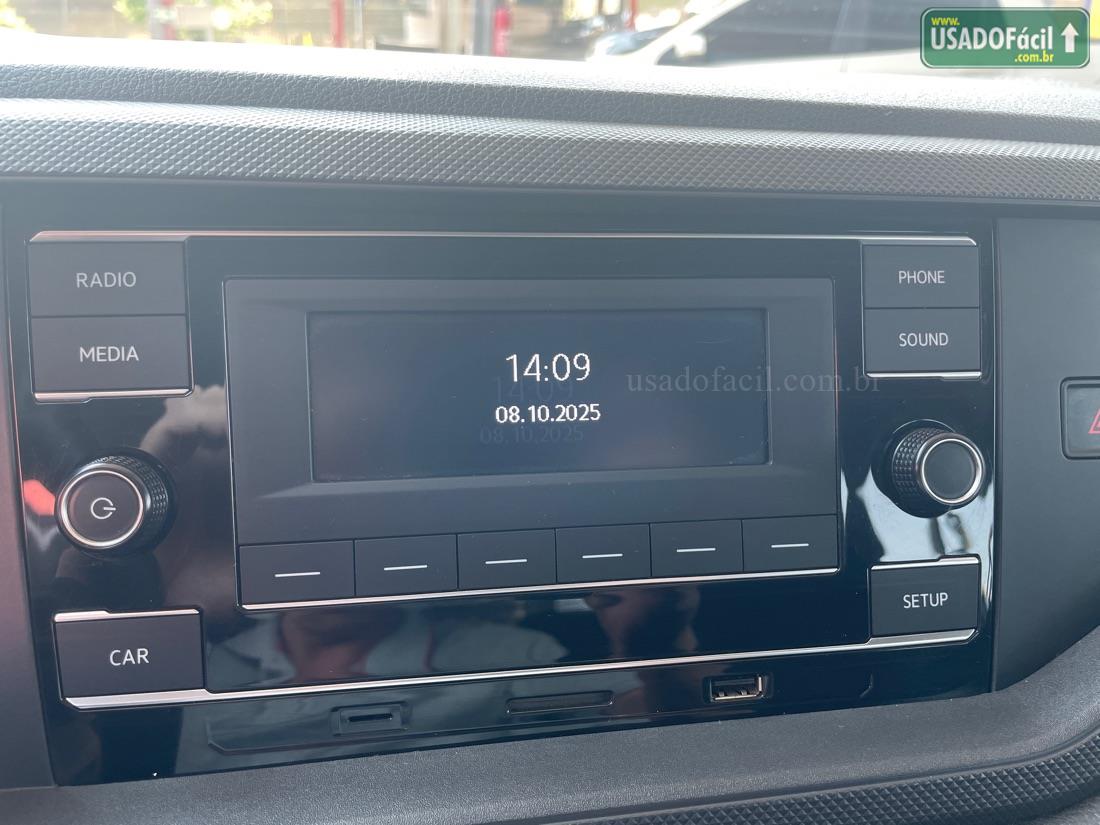 www.
USADOFácil
.com.br
RADIO
PHONE
MEDIA
SOUND
14:09
usadofacil.com.br
08.10.2025
SETUP
CAR